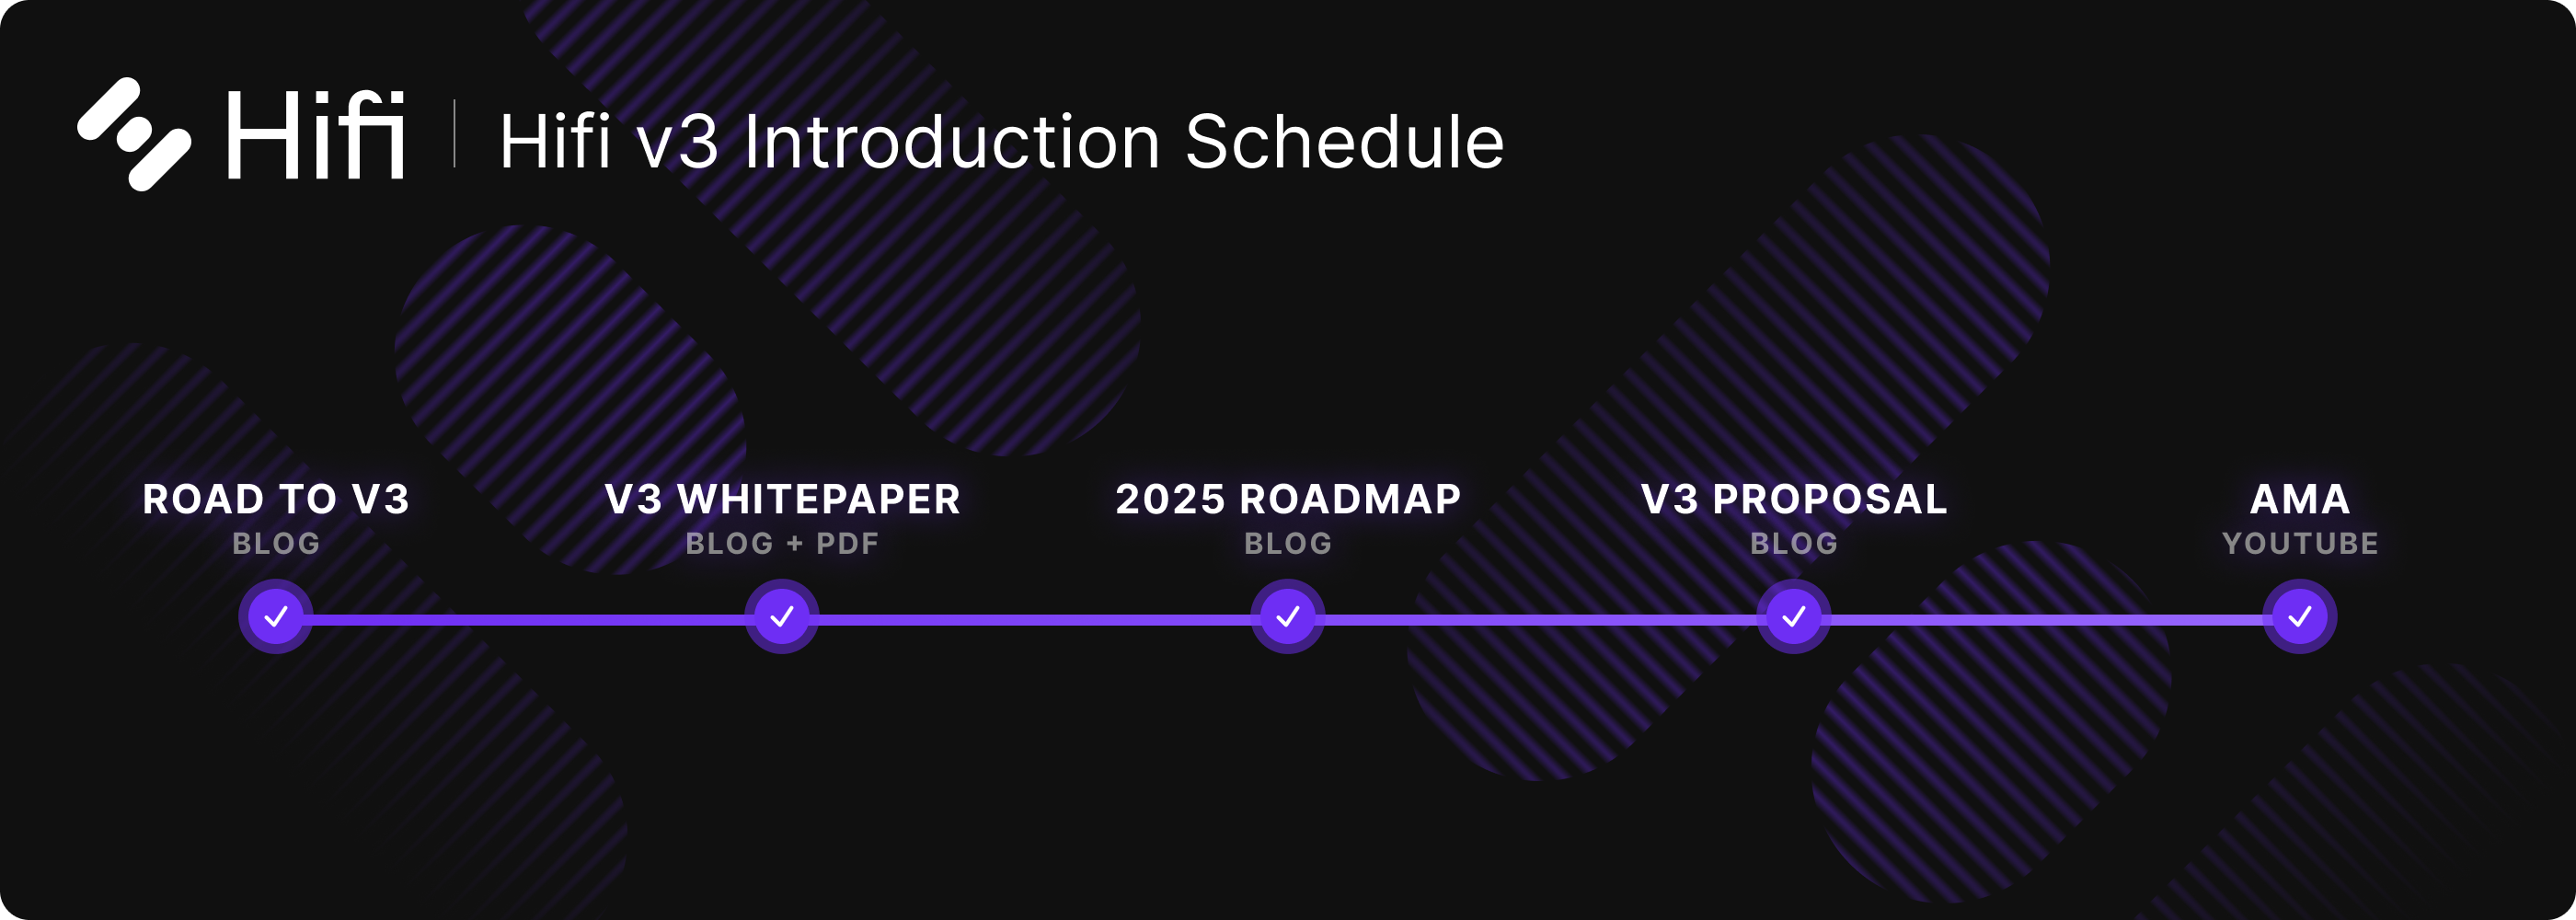 Hifi
Hifi v3 Introduction Schedule
ROAD TO V3
BLOG
V3 WHITEPAPER
BLOG + PDF
2025 ROADMAP
BLOG
V3 PROPOSAL
BLOG
AMA
YOUTUBE